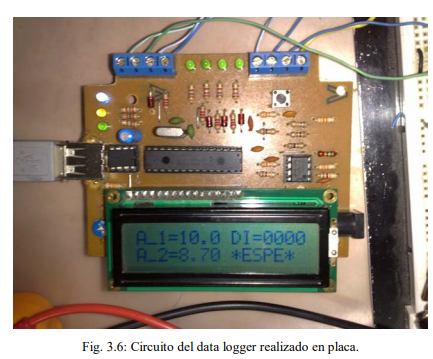 A_1=10.0 DI=0000
A_2=8.70 *ESPE*
Fig. 3.6: Circuito del data logger realizado en placa.